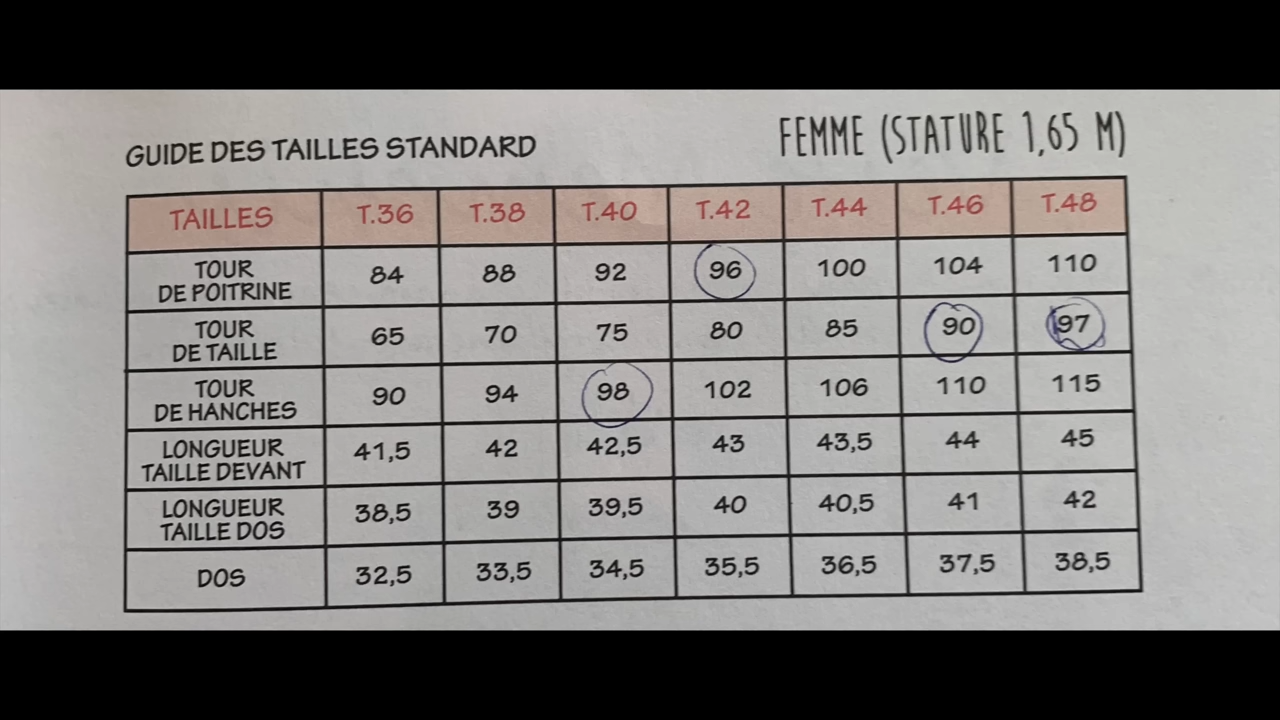 GUIDE DES TAILLES STANDARD
FEMME (STATURE 1,65 M)
TAILLES T.36 T.38 T.40 T.42 T.44 T.46 T.48
TOUR
DE POITRINE 84 88 92 96 100 104 110
TOUR
DE TAILLE 65 70 75 80 85 90 97
TOUR
DE HANCHES 90 94 98 102 106 110 115
LONGUEUR
TAILLE DEVANT 41,5 42 42,5 43 43,5 44 45
LONGUEUR
TAILLE DOS 38,5 39 39,5 40 40,5 41 42
DOS 32,5 33,5 34,5 35,5 36,5 37,5 38,5